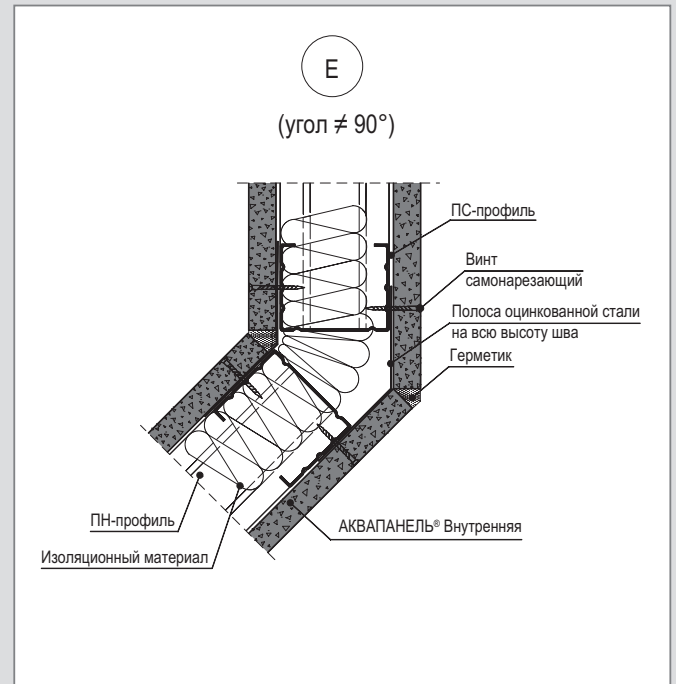 Е
(угол ≠ 90°)
ПС-профиль
Винт
самонарезающий
Полоса оцинкованной стали
на всю высоту шва
Герметик
ПН-профиль
АКВАПАНЕЛЬ® Внутренняя
Изоляционный материал